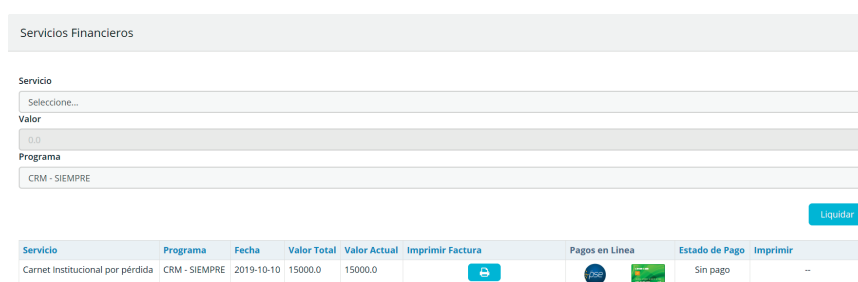 Servicios Financieros
Servicio
Seleccione...
Valor
0.0
Programa
CRM - SIEMPRE
Liquidar
Servicio Programa Fecha Valor Total Valor Actual Imprimir Factura Pagos en Linea Estado de Pago Imprimir
Carnet Institucional por pérdida CRM - SIEMPRE 2019-10-10 15000.0 15000.0 pse Sin pago --